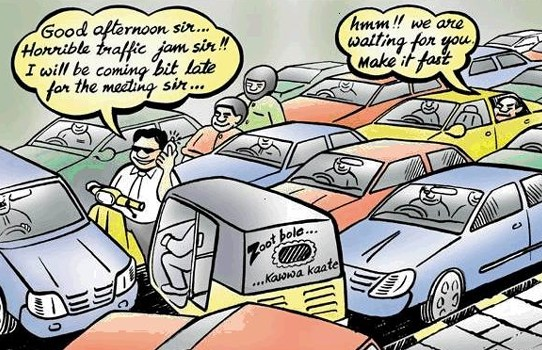 Good afternoon sir...
Horrible traffic jam sir!!
I will be coming bit late
for the meeting sir...
hmm!! we are
waiting for you.
Make it fast
Zoot bole...
...kawwa kaate